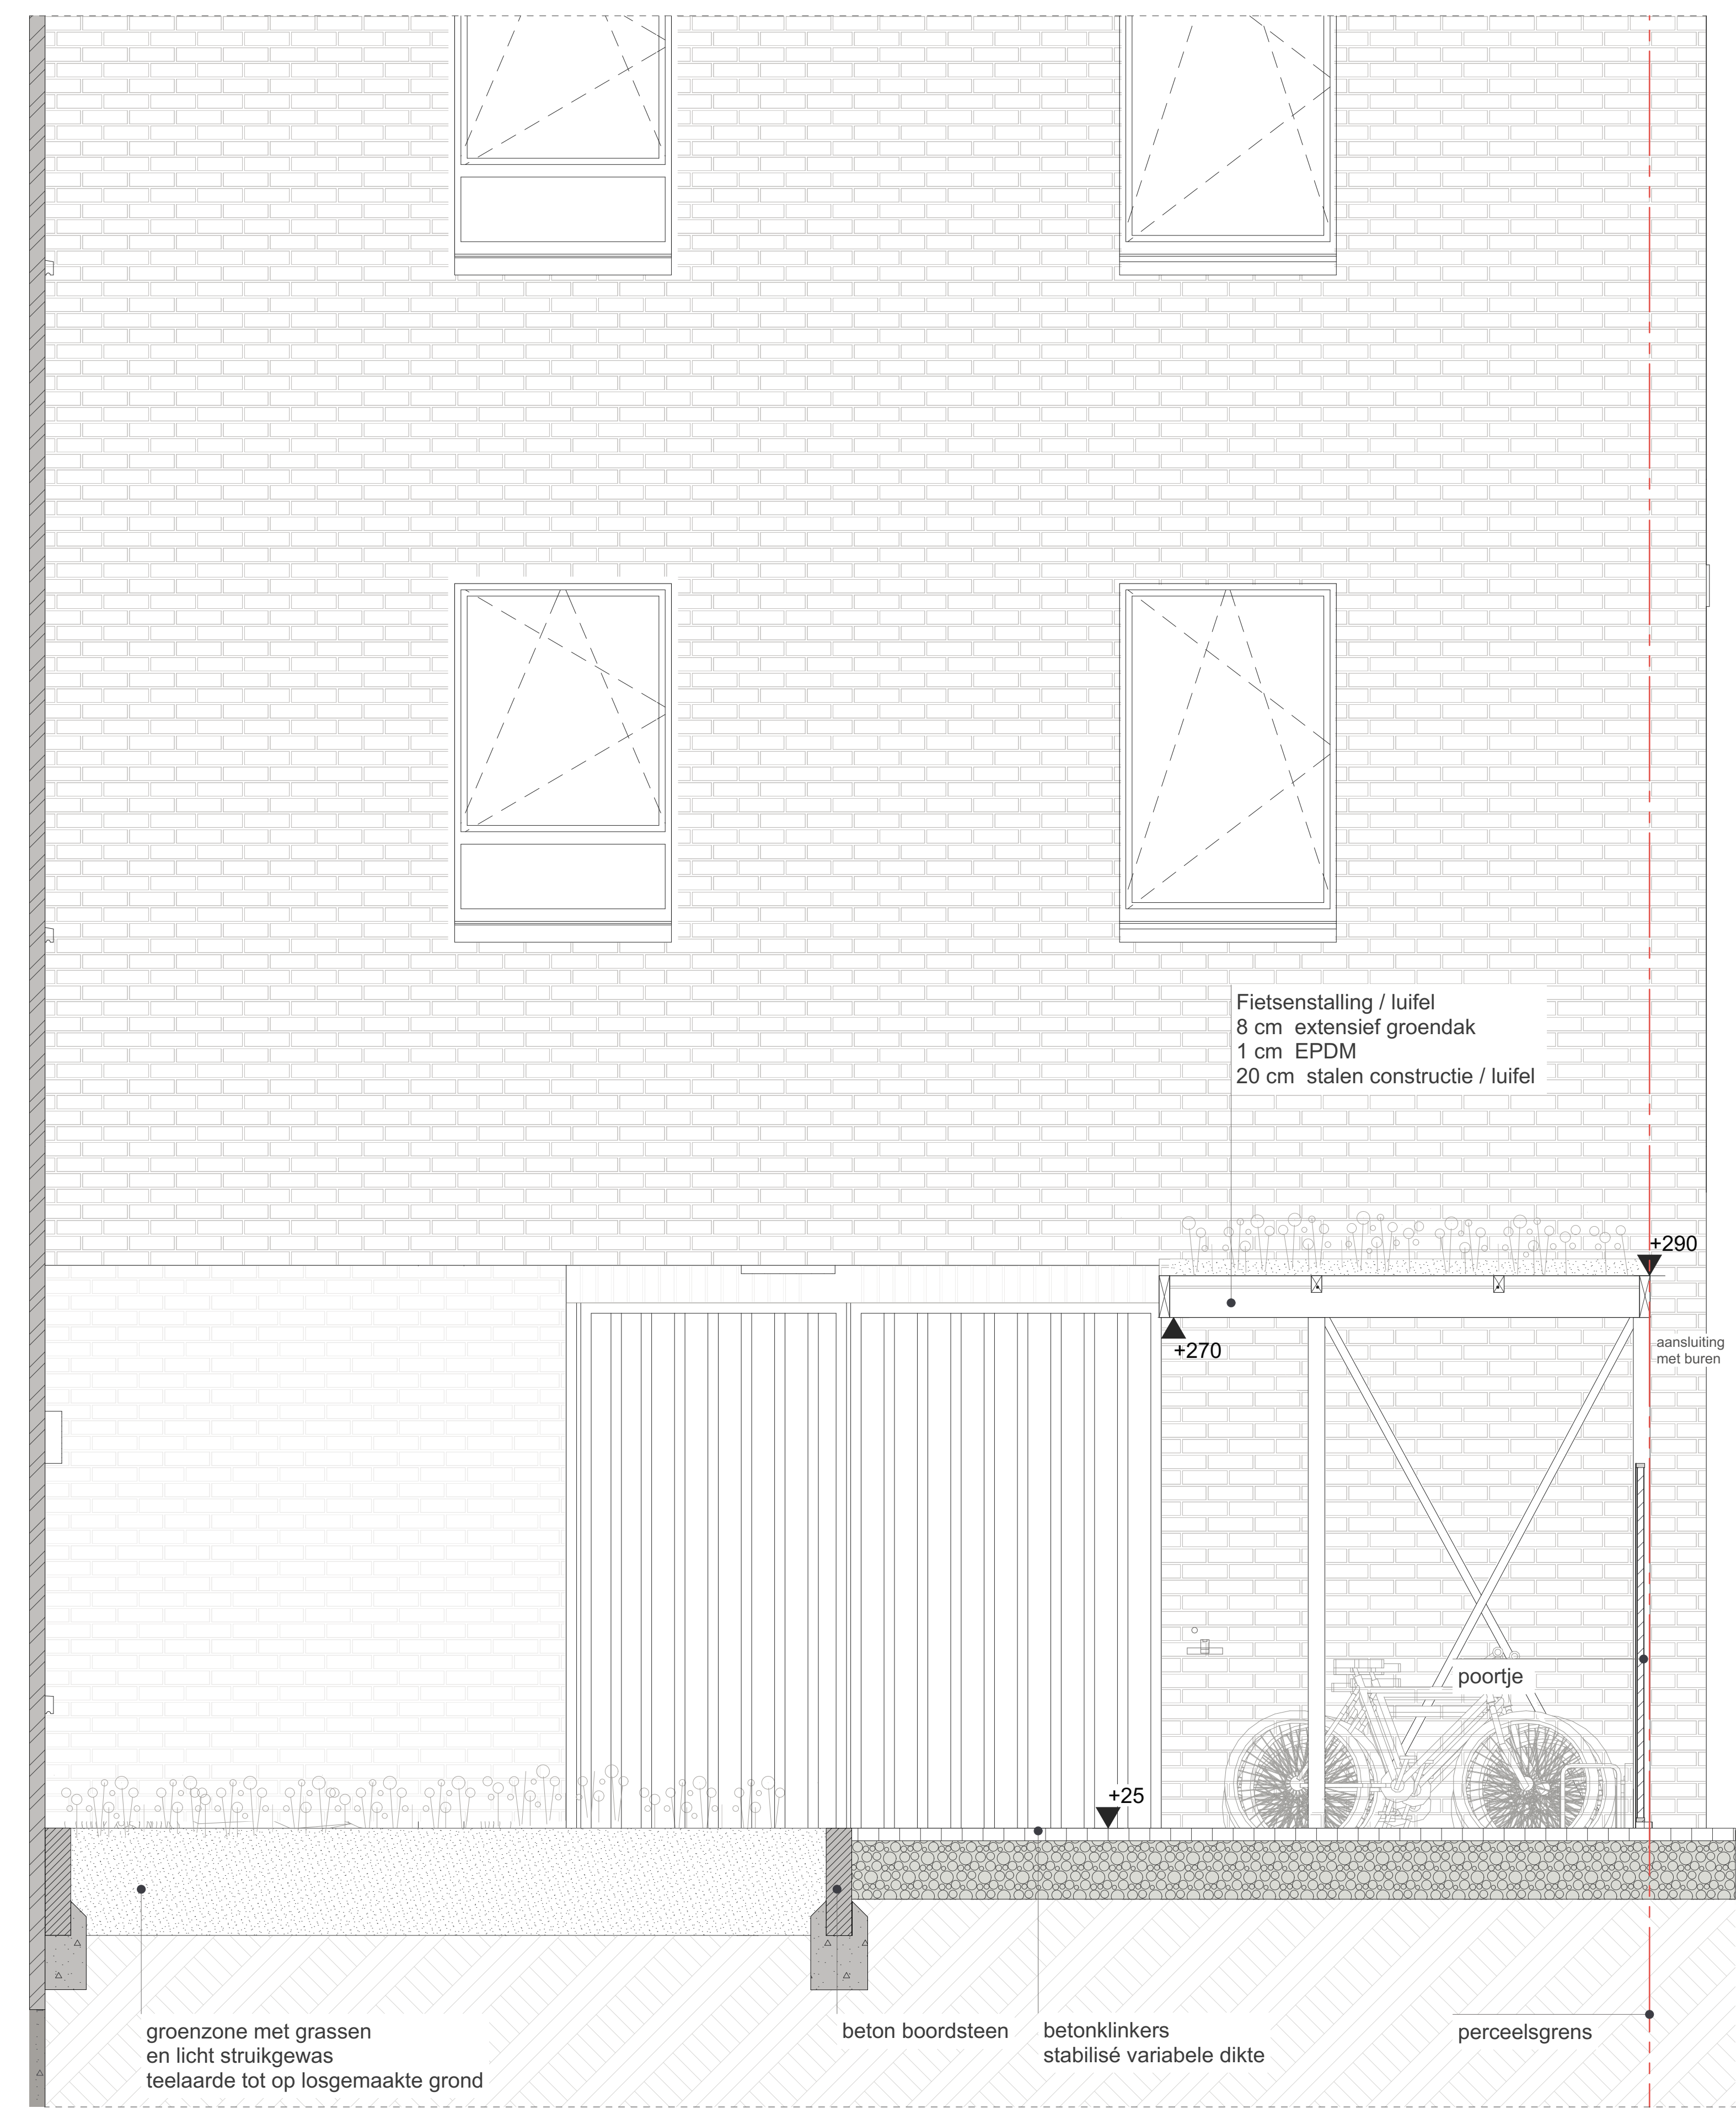 Fietsenstalling / luifel
8 cm  extensief groendak
1 cm  EPDM
20 cm  stalen constructie / luifel
+290
+270
aansluiting
met buren
poortje
+25
groenzone met grassen
en licht struikgewas
teelaarde tot op losgemaakte grond
beton boordsteen
betonklinkers
stabilisé variabele dikte
perceelsgrens